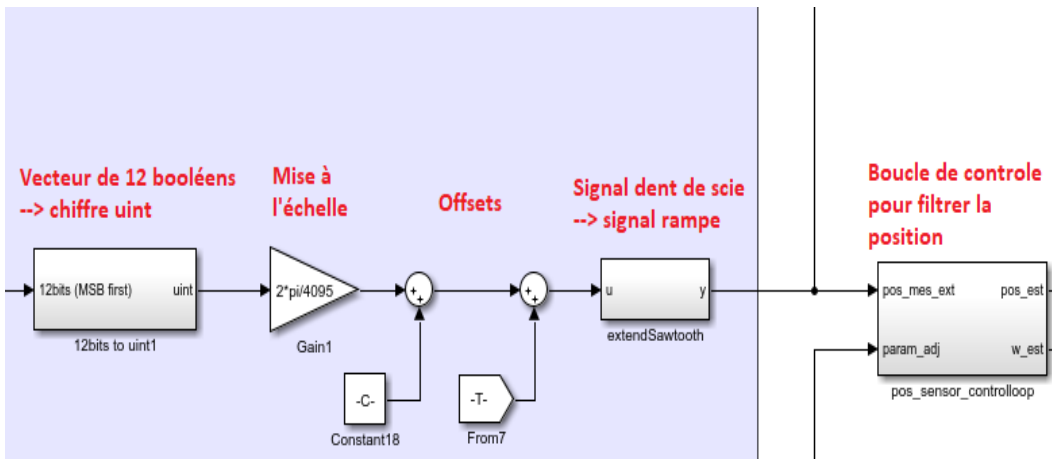 Vecteur de 12 booléens
--> chiffre uint
Mise à
l'échelle
Offsets
Signal dent de scie
--> signal rampe
Boucle de controle
pour filtrer la
position
12bits (MSB first)
uint
12bits to uint1
2*pi/4095
Gain1
+
+
-C-
Constant18
+
+
-T-
From7
u
y
extendSawtooth
pos_mes_ext
pos_est
param_adj
w_est
pos_sensor_controlloop